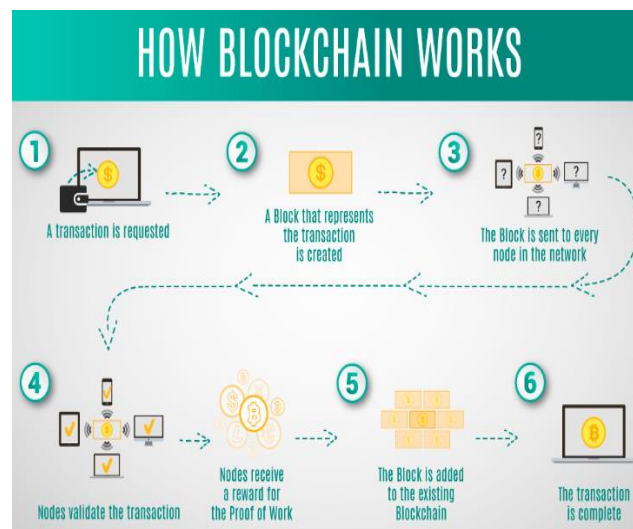 HOW BLOCKCHAIN WORKS
1
$
A transaction is requested
2
$
A Block that represents
the transaction
is created
3
?
?
$
?
?
The Block is sent to every
node in the network
4
$
Nodes validate the transaction
$
B
Nodes receive
a reward for
the Proof of Work
5
$
The Block is added
to the existing
Blockchain
6
B
The transaction
is complete